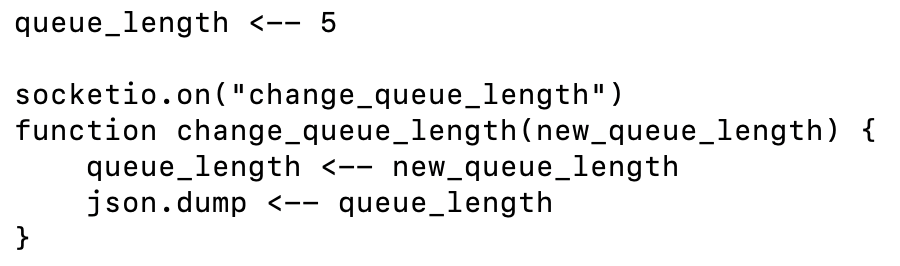 queue_length <-- 5
socketio.on("change_queue_length")
function change_queue_length(new_queue_length) {
    queue_length <-- new_queue_length
    json.dump <-- queue_length
}